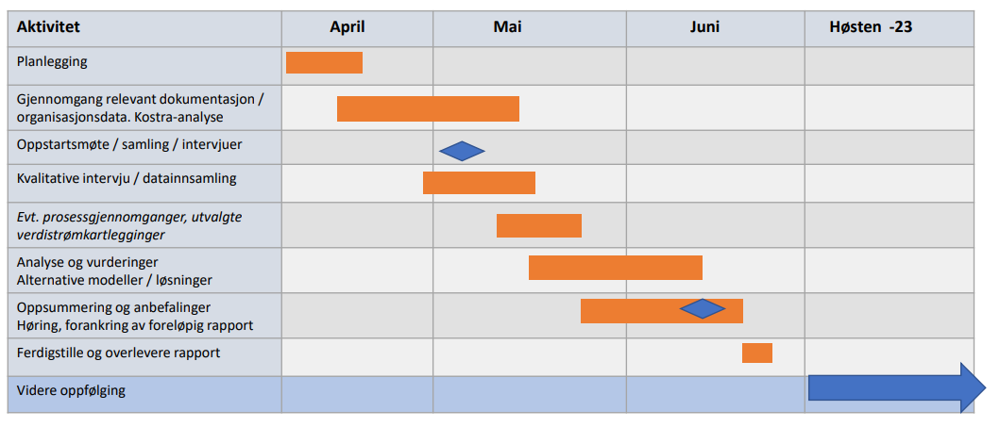 Aktivitet April Mai Juni Høsten -23
Planlegging
Gjennomgang relevant dokumentasjon /
organisasjonsdata. Kostra-analyse
Oppstartsmøte / samling / intervjuer
Kvalitative intervju / datainnsamling
Evt. prosessgjennomganger, utvalgte
verdistrømkartlegginger
Analyse og vurderinger
Alternative modeller / løsninger
Oppsummering og anbefalinger
Høring, forankring av foreløpig rapport
Ferdigstille og overlevere rapport
Videre oppfølging